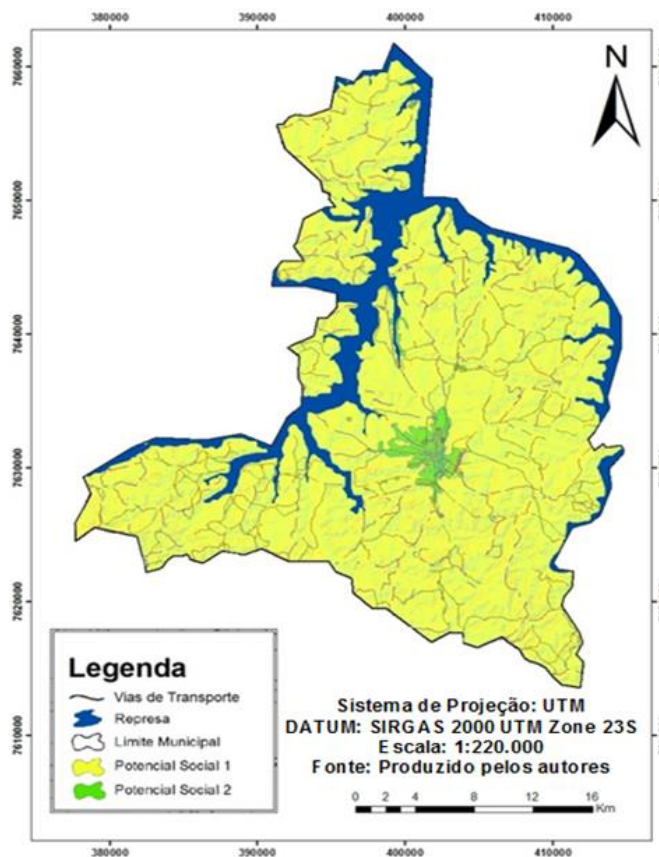 380000 390000 400000 410000
N
7660000
7650000
7640000
7630000
7620000
7610000
Legenda
Vias de Transporte
Represa
Limite Municipal
Potencial Social 1
Potencial Social 2
Sistema de Projeção: UTM
DATUM: SIRGAS 2000 UTM Zone 23S
Escala: 1:220.000
Fonte: Produzido pelos autores
0 2 4 8 12 16
Km
380000 390000 400000 410000